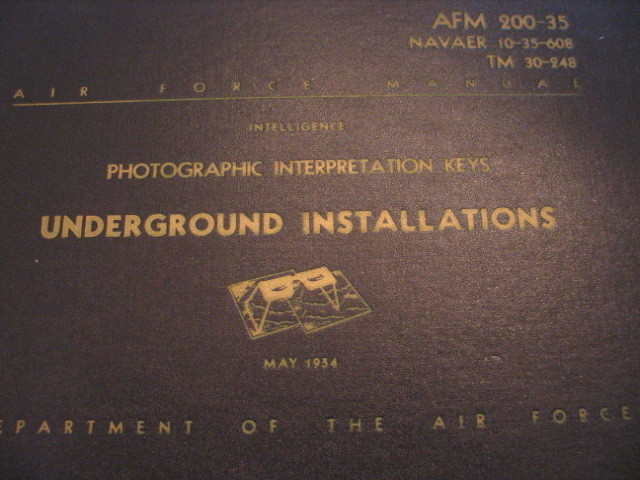 AFM 200-35
NAVAER 10-35-608
TM 30-248
AIR FORCE MANUAL
INTELLIGENCE
PHOTOGRAPHIC INTERPRETATION KEYS
UNDERGROUND INSTALLATIONS
MAY 1954
EPARTMENT OF THE AIR FORCE